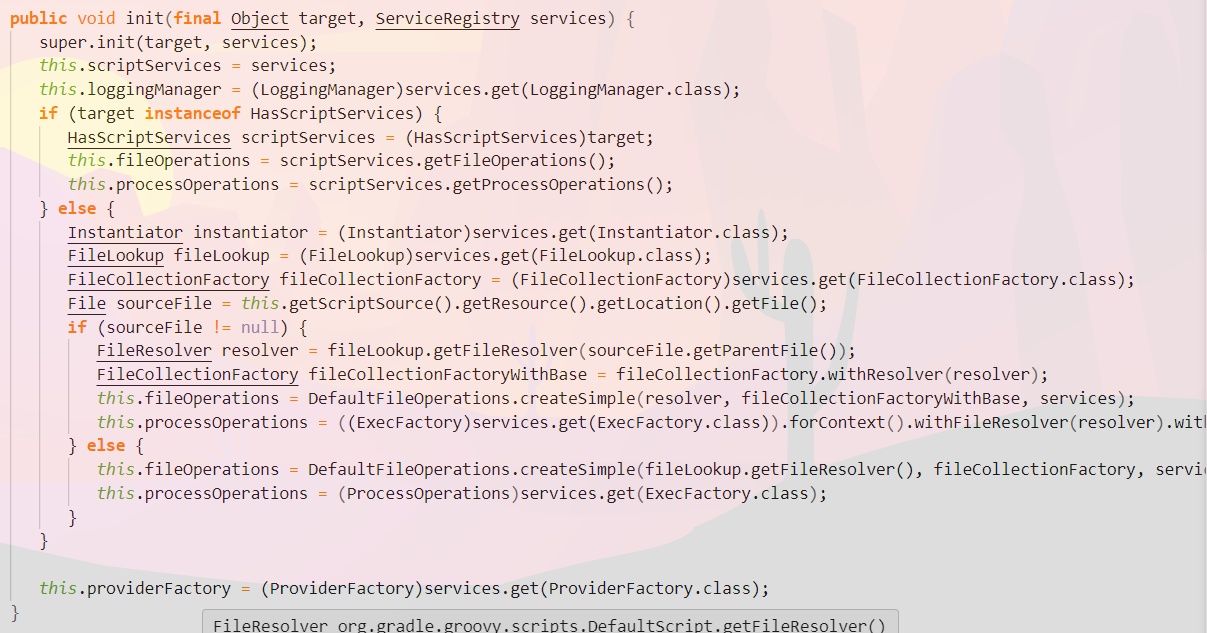 public void init(final Object target, ServiceRegistry services) {
super.init(target, services);
this.scriptServices = services;
this.loggingManager = (LoggingManager)services.get(LoggingManager.class);
if (target instanceof HasScriptServices) {
HasScriptServices scriptServices = (HasScriptServices)target;
this.fileOperations = scriptServices.getFileOperations();
this.processOperations = scriptServices.getProcessOperations();
} else {
Instantiator instantiator = (Instantiator)services.get(Instantiator.class);
FileLookup fileLookup = (FileLookup)services.get(FileLookup.class);
FileCollectionFactory fileCollectionFactory = (FileCollectionFactory)services.get(FileCollectionFactory.class);
File sourceFile = this.getScriptSource().getResource().getLocation().getFile();
if (sourceFile != null) {
FileResolver resolver = fileLookup.getFileResolver(sourceFile.getParentFile());
FileCollectionFactory fileCollectionFactoryWithBase = fileCollectionFactory.withResolver(resolver);
this.fileOperations = DefaultFileOperations.createSimple(resolver, fileCollectionFactoryWithBase, services);
this.processOperations = ((ExecFactory)services.get(ExecFactory.class)).forContext().withFileResolver(resolver).wit
} else {
this.fileOperations = DefaultFileOperations.createSimple(fileLookup.getFileResolver(), fileCollectionFactory, servi
this.processOperations = (ProcessOperations)services.get(ExecFactory.class);
}
}
this.providerFactory = (ProviderFactory)services.get(ProviderFactory.class);
}
FileResolver org.gradle.groovy.scripts.DefaultScript.getFileResolver()